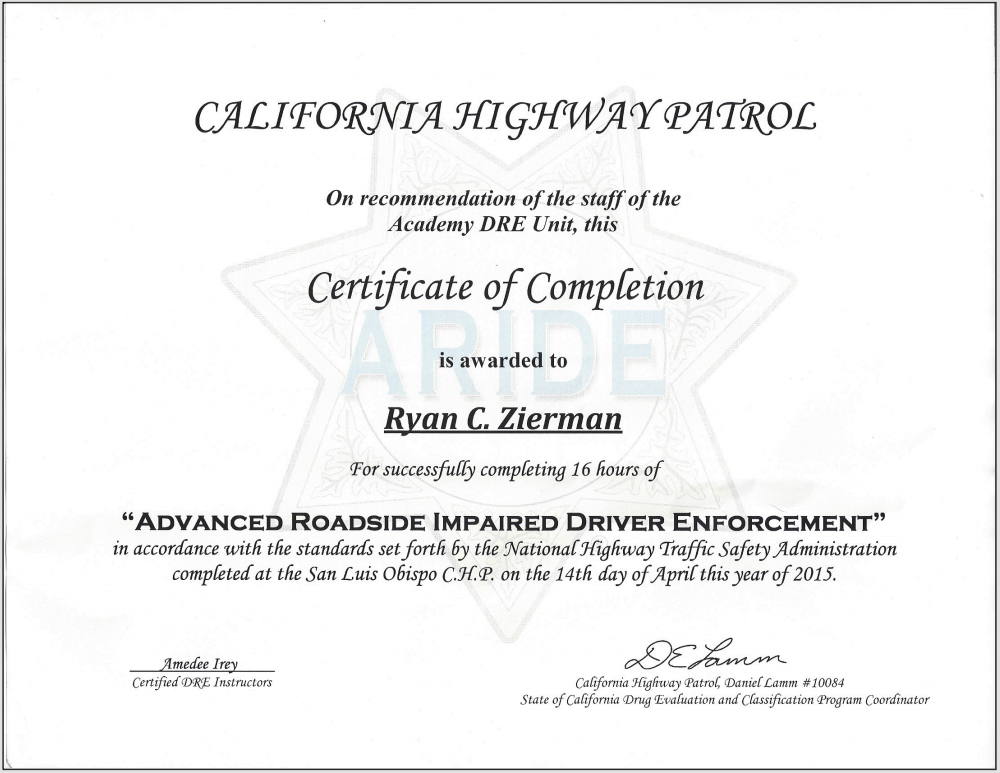 CALIFORNIA HIGHWAY PATROL
On recommendation of the staff of the
Academy DRE Unit, this
Certificate of Completion
ARIDE
is awarded to
Ryan C. Zierman
For successfully completing 16 hours of
“ADVANCED ROADSIDE IMPAIRED DRIVER ENFORCEMENT”
in accordance with the standards set forth by the National Highway Traffic Safety Administration
completed at the San Luis Obispo C.H.P. on the 14th day of April this year of 2015.
Amedee Irey
Certified DRE Instructors
DE Lamm
California Highway Patrol, Daniel Lamm #10084
State of California Drug Evaluation and Classification Program Coordinator